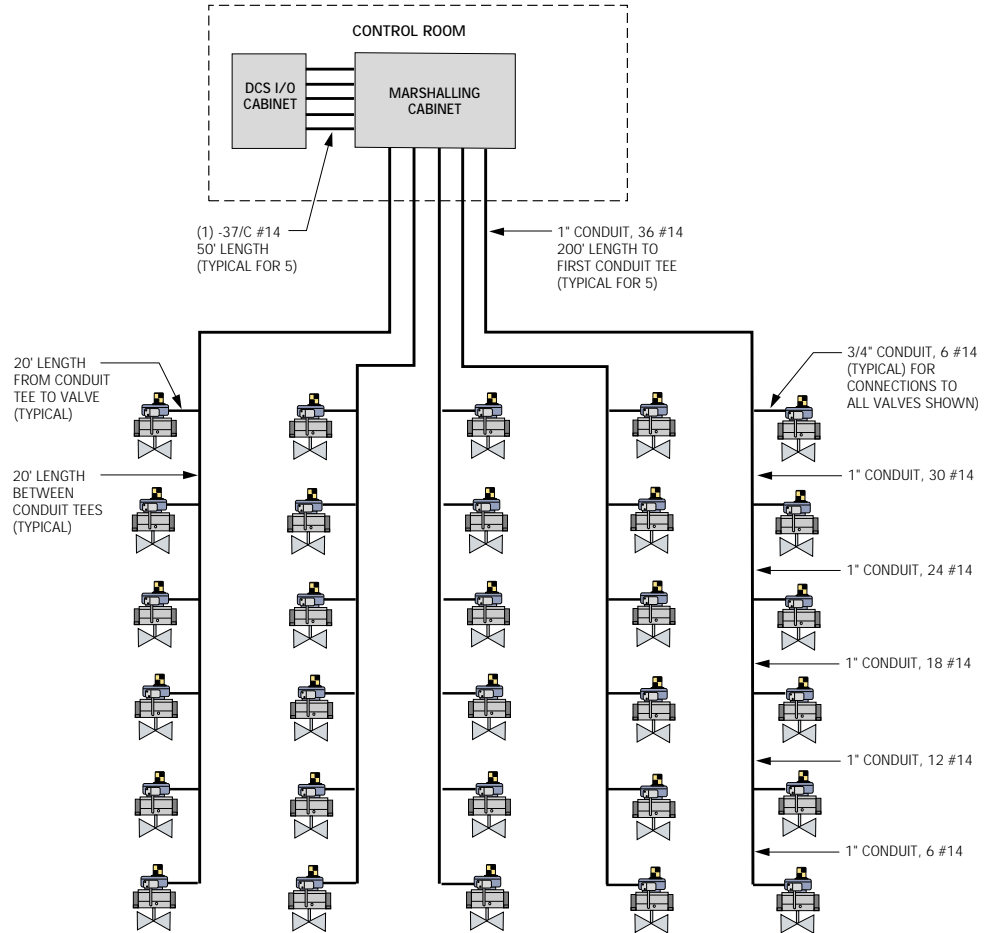 CONTROL ROOM
DCS I/O
CABINET
MARSHALLING
CABINET
(1) -37/C #14
50' LENGTH
(TYPICAL FOR 5)
1" CONDUIT, 36 #14
200' LENGTH TO
FIRST CONDUIT TEE
(TYPICAL FOR 5)
20' LENGTH
FROM CONDUIT
TEE TO VALVE
(TYPICAL)
3/4" CONDUIT, 6 #14
(TYPICAL) FOR
CONNECTIONS TO
ALL VALVES SHOWN)
20' LENGTH
BETWEEN
CONDUIT TEES
(TYPICAL)
1" CONDUIT, 30 #14
1" CONDUIT, 24 #14
1" CONDUIT, 18 #14
1" CONDUIT, 12 #14
1" CONDUIT, 6 #14